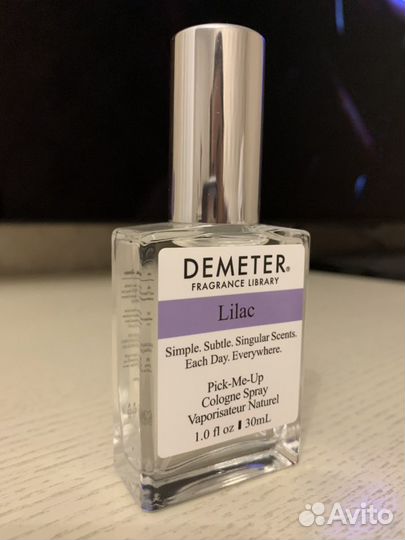 DEMETER®
FRAGRANCE LIBRARY
Lilac
Simple. Subtle. Singular Scents.
Each Day. Everywhere.
Pick-Me-Up
Cologne Spray
Vaporisateur Naturel
1.0 fl oz | 30mL
Avito